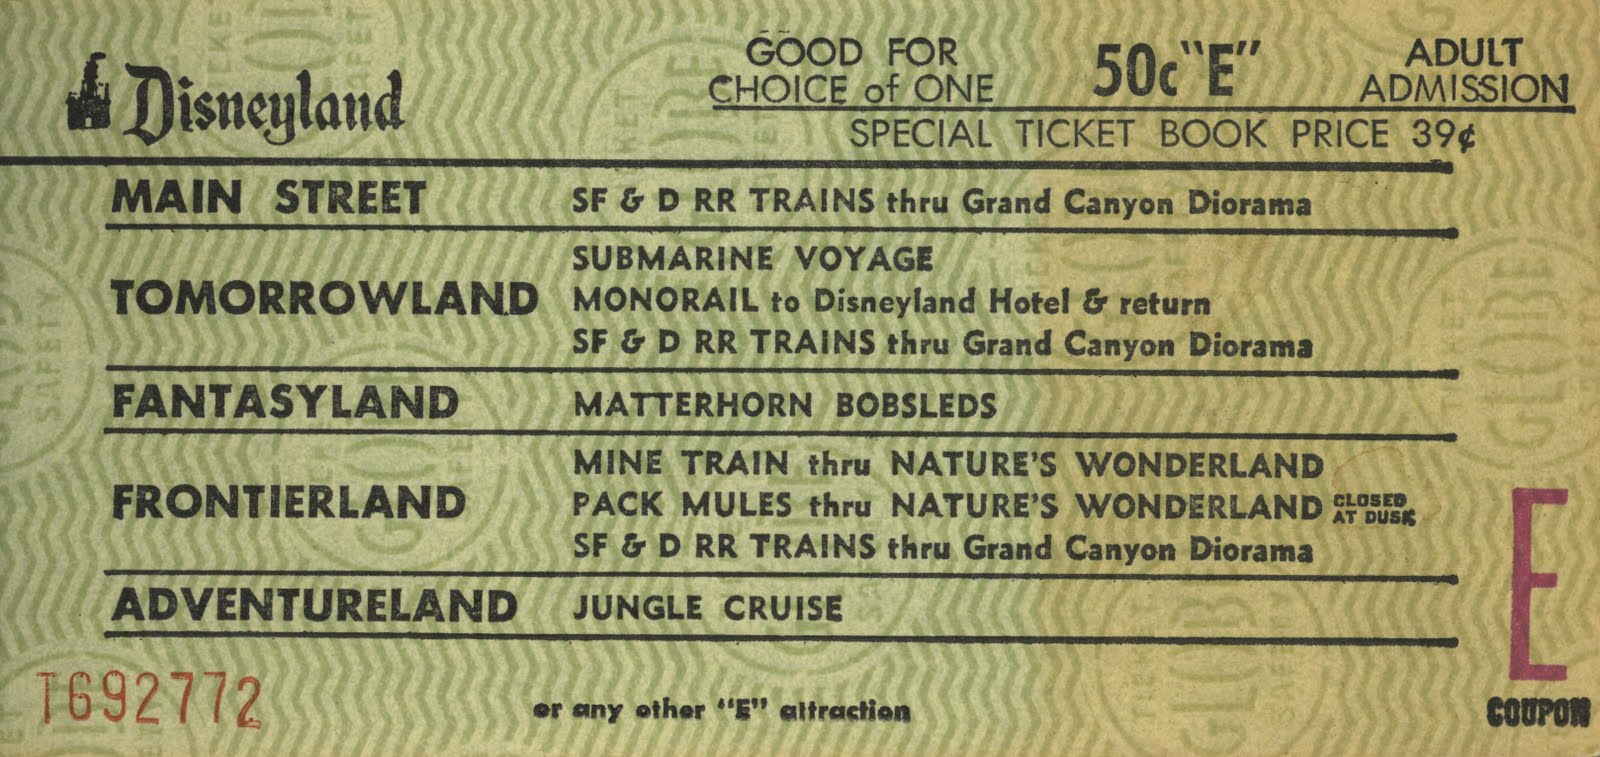 Disneyland
GOOD FOR
CHOICE of ONE
50c "E"
ADULT
ADMISSION
SPECIAL TICKET BOOK PRICE 39¢
MAIN STREET
SF & D RR TRAINS thru Grand Canyon Diorama
TOMORROWLAND
SUBMARINE VOYAGE
MONORAIL to Disneyland Hotel & return
SF & D RR TRAINS thru Grand Canyon Diorama
FANTASYLAND
MATTERHORN BOBSLEDS
FRONTIERLAND
MINE TRAIN thru NATURE'S WONDERLAND
PACK MULES thru NATURE'S WONDERLAND CLOSED
AT DUSK
SF & D RR TRAINS thru Grand Canyon Diorama
ADVENTURELAND
JUNGLE CRUISE
T692772
or any other "E" attraction
E
COUPON
GLOBE
SAFETY